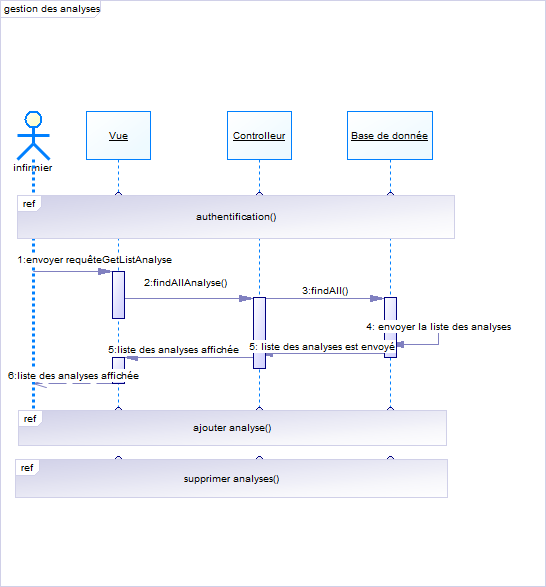 gestion des analyses
Vue
Controlleur
Base de donnée
infirmier
ref
authentification()
1:envoyer requêteGetListAnalyse
2:findAllAnalyse()
3:findAll()
4: envoyer la liste des analyses
5: liste des analyses est envoyé
5:liste des analyses affichée
6:liste des analyses affichée
ref
ajouter analyse()
ref
supprimer analyses()